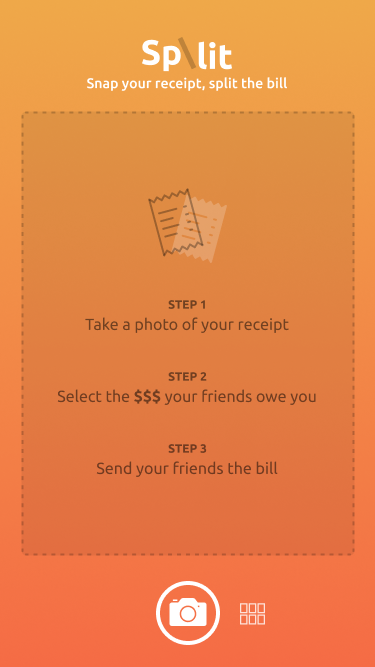 Sp\lit
Snap your receipt, split the bill
STEP 1
Take a photo of your receipt
STEP 2
Select the $$$ your friends owe you
STEP 3
Send your friends the bill